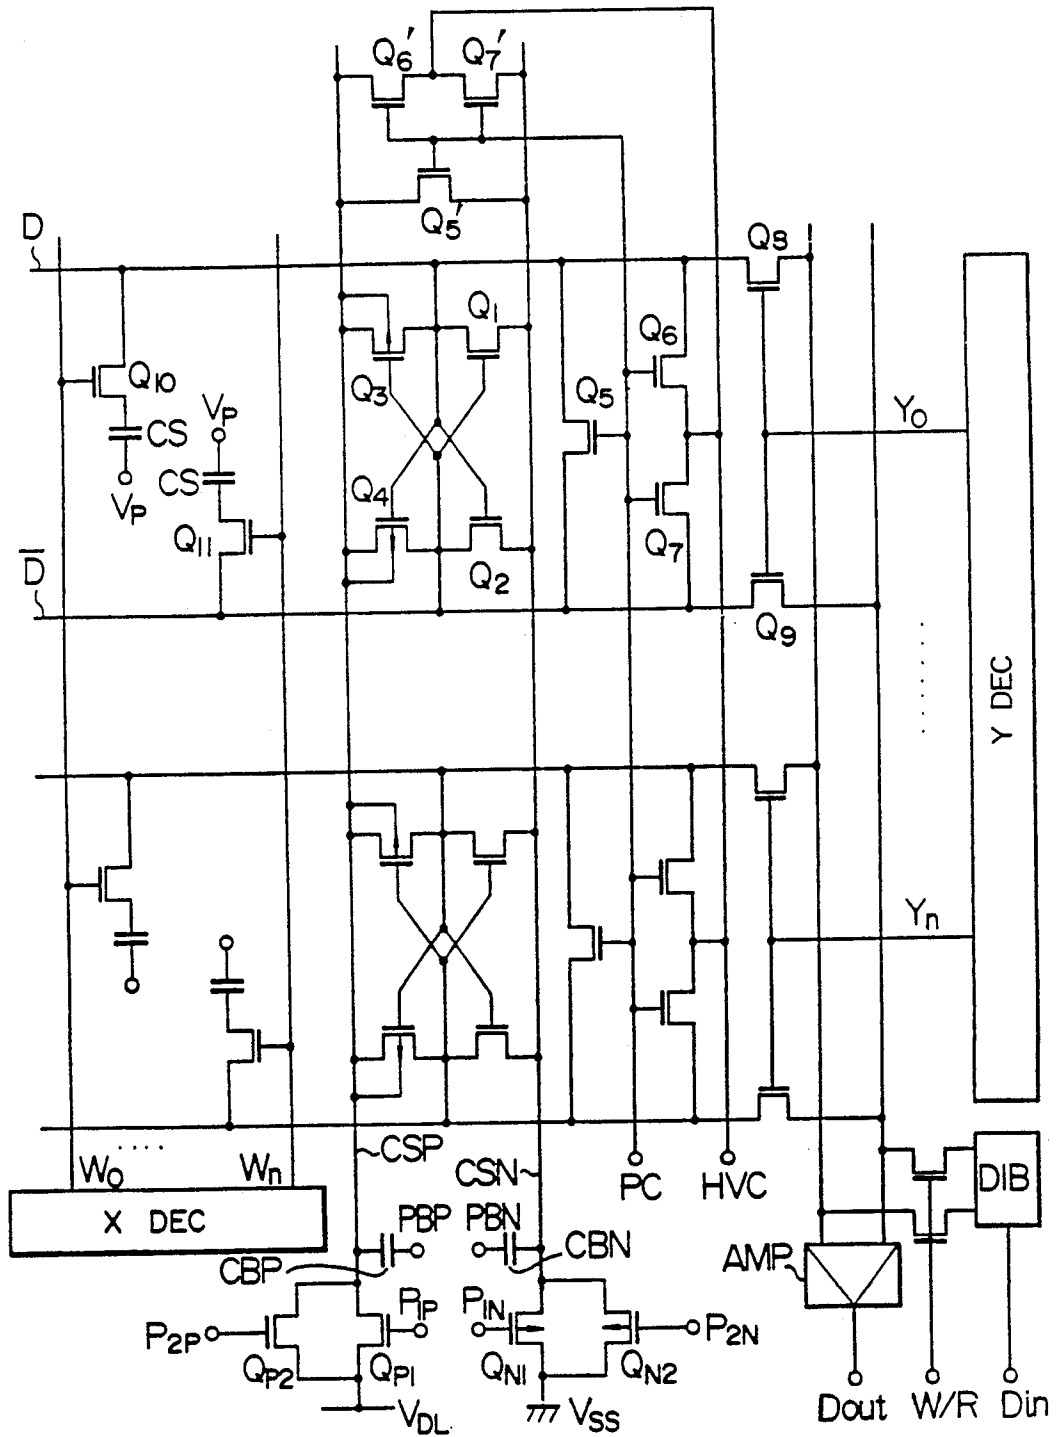 Q6' Q7'
Q5'
D
Q8
Q1
Q6
Q10
Q3
Q5
VP
CS
Y0
CS
Q4
VP
Q11
Q7
D̅
Q2
Q9
. . . . . .
Y DEC
Yn
. . . .
CSP
W0 Wn
CSN
PC HVC
DIB
X DEC
PBP PBN
CBP
CBN
AMP
P1P P1N
P2P
P2N
QP2 QP1 QN1 QN2
VDL VSS
Dout W/R Din